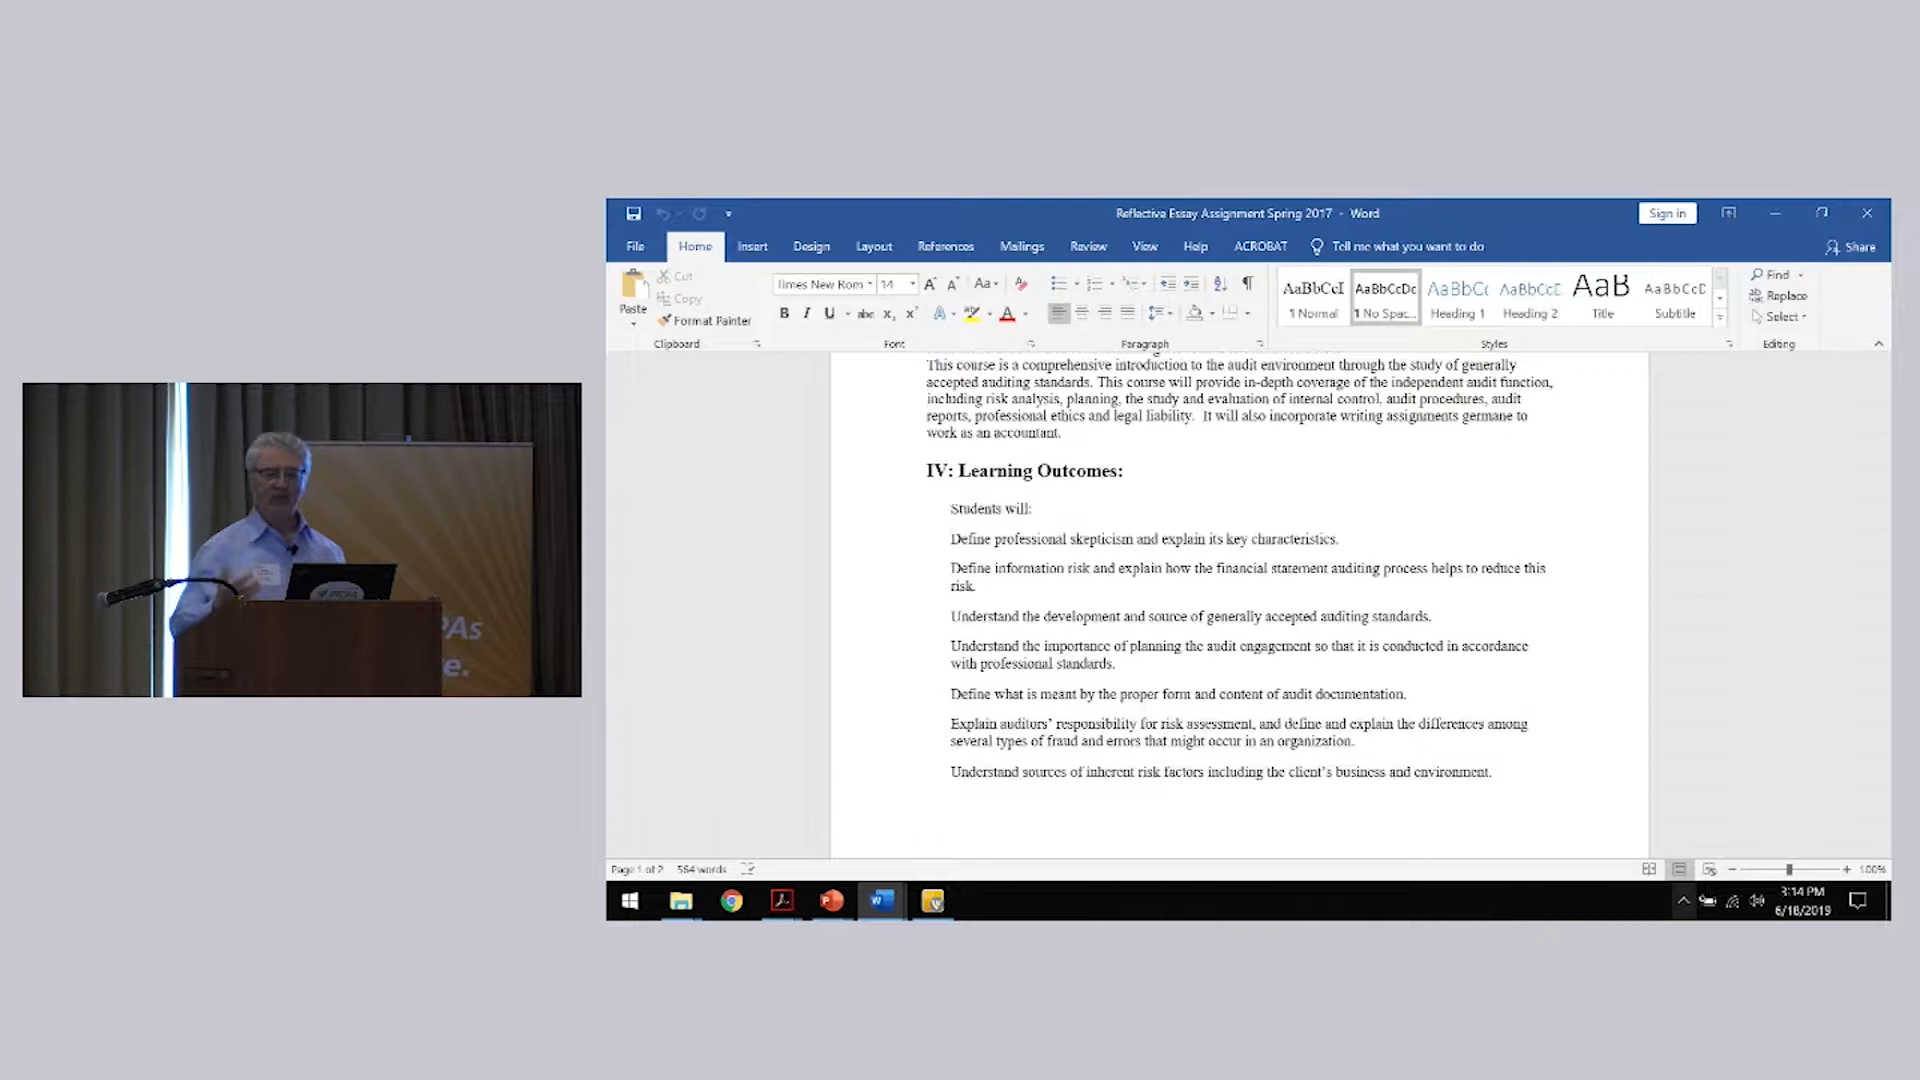 Reflective Essay Assignment Spring 2017 - Word
Sign in
File Home Insert Design Layout References Mailings Review View Help ACROBAT Tell me what you want to do Share
Cut
Copy
Paste
Format Painter
Times New Rom 14
Aa
B I U abc x x A A
AaBbCcI AaBbCcDc AaBbCc AaBbCcD AaB AaBbCcD
¶ Normal ¶ No Spac... Heading 1 Heading 2 Title Subtitle
Find
Replace
Select
Clipboard Font Paragraph Styles Editing
This course is a comprehensive introduction to the audit environment through the study of generally
accepted auditing standards. This course will provide in-depth coverage of the independent audit function,
including risk analysis, planning, the study and evaluation of internal control, audit procedures, audit
reports, professional ethics and legal liability. It will also incorporate writing assignments germane to
work as an accountant.
IV: Learning Outcomes:
Students will:
Define professional skepticism and explain its key characteristics.
Define information risk and explain how the financial statement auditing process helps to reduce this
risk.
Understand the development and source of generally accepted auditing standards.
Understand the importance of planning the audit engagement so that it is conducted in accordance
with professional standards.
Define what is meant by the proper form and content of audit documentation.
Explain auditors' responsibility for risk assessment, and define and explain the differences among
several types of fraud and errors that might occur in an organization.
Understand sources of inherent risk factors including the client's business and environment.
Page 1 of 2 564 words
100%
3:14 PM
6/18/2019
PAs
e.